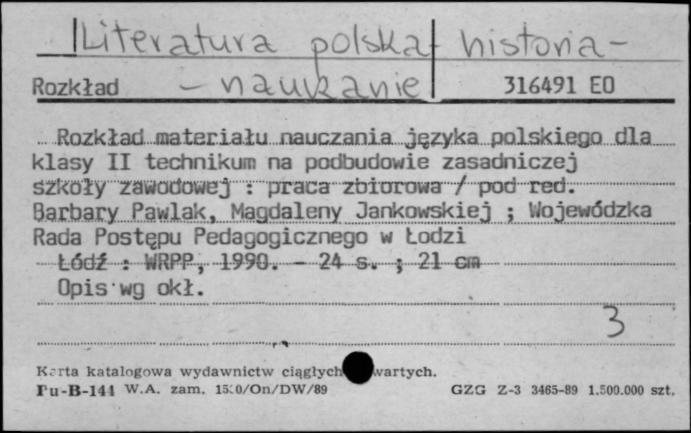 Literatura polska - historia -
- nauczanie
Rozkład
316491 EO
Rozkład materiału nauczania języka polskiego dla
klasy II technikum na podbudowie zasadniczej
szkoły zawodowej : praca zbiorowa / pod red.
Barbary Pawlak, Magdaleny Jankowskiej ; Wojewódzka
Rada Postępu Pedagogicznego w Łodzi
Łódź : WRPP, 1990. - 24 s. ; 21 cm
Opis wg okł.
3
Karta katalogowa wydawnictw ciągłych wartych.
Pu-B-144 W.A. zam. /On/DW/89 GZG Z-3 3465-89 1.500.000 szt.